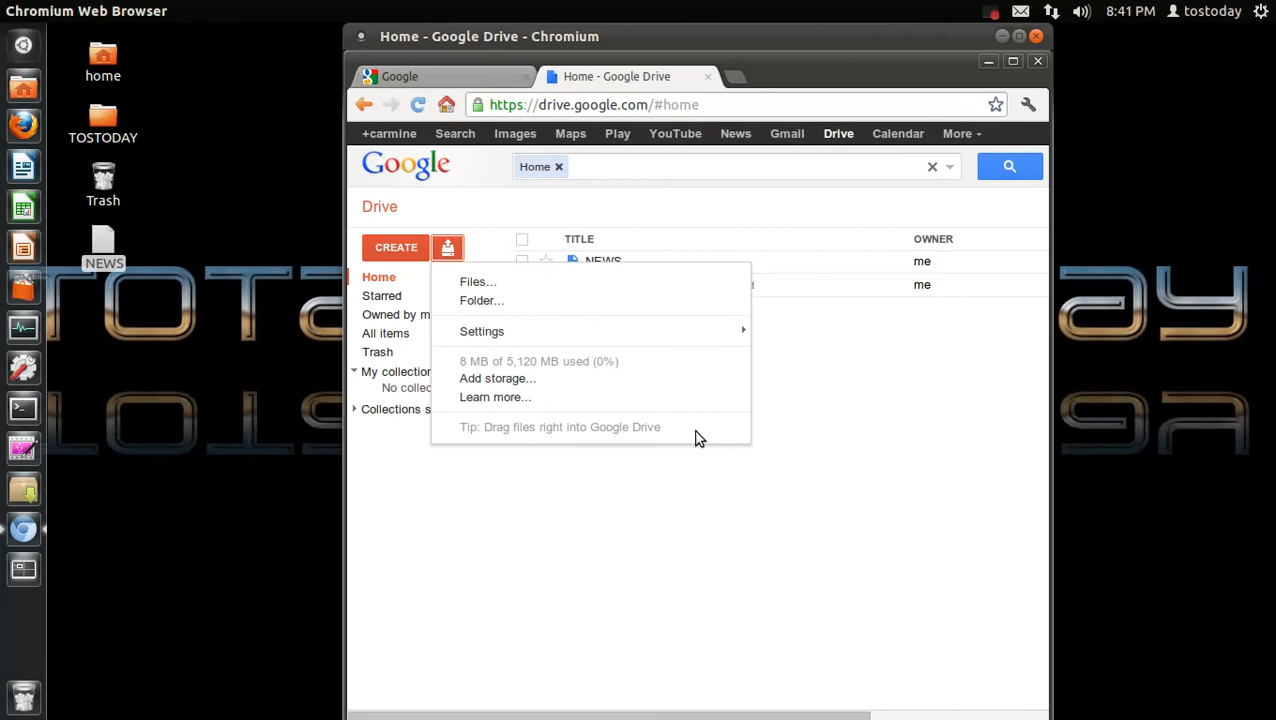 Chromium Web Browser
8:41 PM
tostoday
home
TOSTODAY
Trash
NEWS
Home - Google Drive - Chromium
Google
Home - Google Drive
https://drive.google.com/#home
+carmine Search Images Maps Play YouTube News Gmail Drive Calendar More
Google
Home
Drive
CREATE
TITLE
OWNER
NEWS
me
me
Home
Starred
Owned by m
All items
Trash
My collection
No collec
Collections s
Files...
Folder...
Settings
8 MB of 5,120 MB used (0%)
Add storage...
Learn more...
Tip: Drag files right into Google Drive